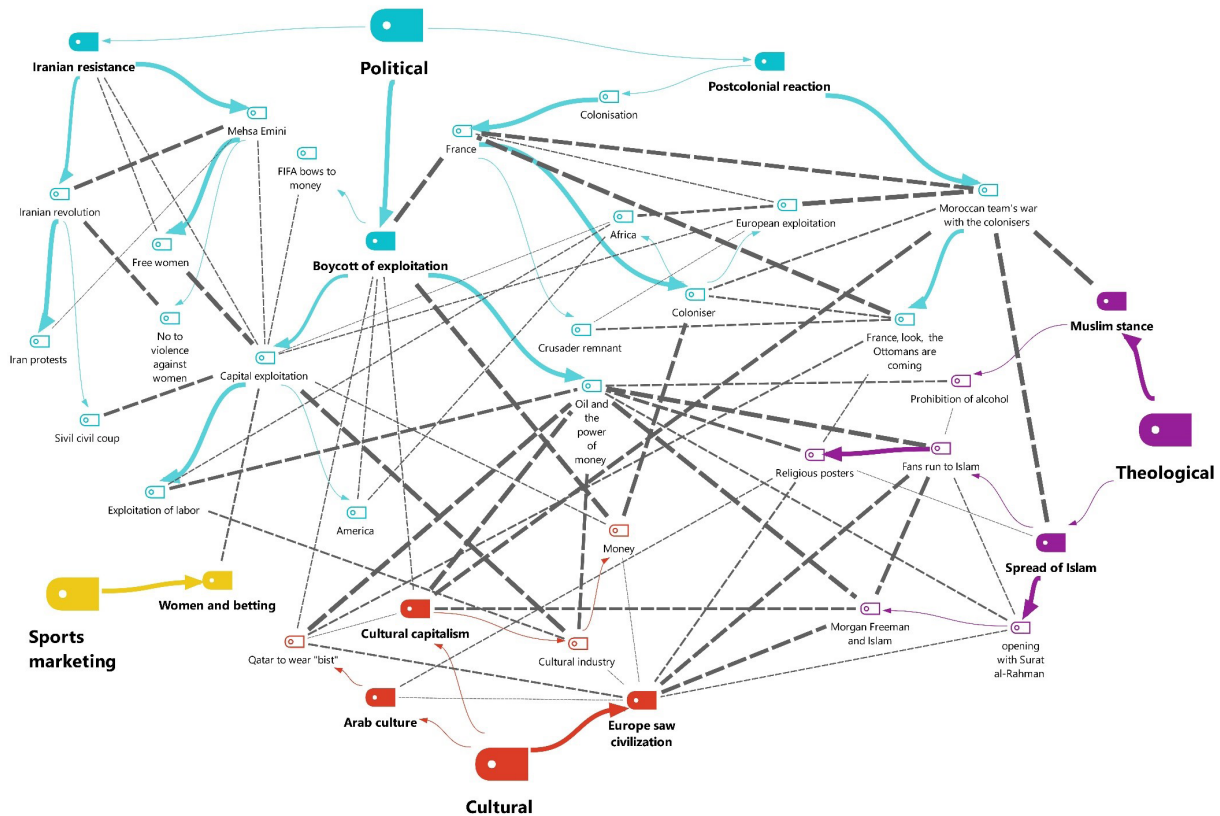 Political
Iranian resistance
Postcolonial reaction
Colonisation
Mehsa Emini
France
FIFA bows to
money
Iranian revolution
European exploitation
Moroccan team's war
with the colonisers
Africa
Free women
Boycott of exploitation
Coloniser
Muslim stance
No to
violence
against
women
Iran protests
Crusader remnant
France, look, the
Ottomans are
coming
Capital exploitation
Prohibition of alcohol
Oil and
the
power
of
money
Sivil civil coup
Religious posters
Fans run to Islam
Theological
Exploitation of labor
America
Money
Spread of Islam
Women and betting
Sports
marketing
Cultural capitalism
Morgan Freeman
and Islam
opening
with Surat
al-Rahman
Qatar to wear "bist"
Cultural industry
Arab culture
Europe saw
civilization
Cultural